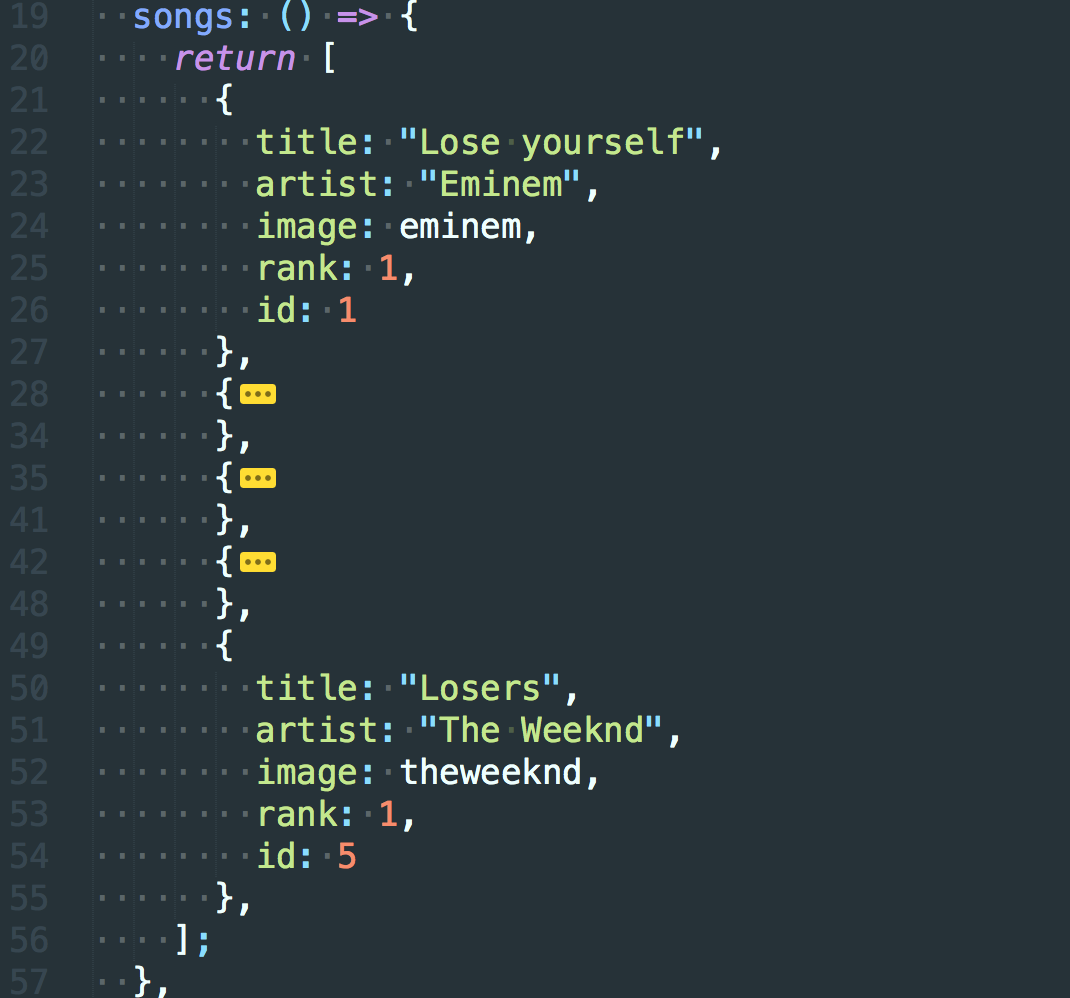 19 songs: () => {
20 return [
21 {
22 title: "Lose yourself",
23 artist: "Eminem",
24 image: eminem,
25 rank: 1,
26 id: 1
27 },
28 {...
34 },
35 {...
41 },
42 {...
48 },
49 {
50 title: "Losers",
51 artist: "The Weeknd",
52 image: theweeknd,
53 rank: 1,
54 id: 5
55 },
56 ];
57 },